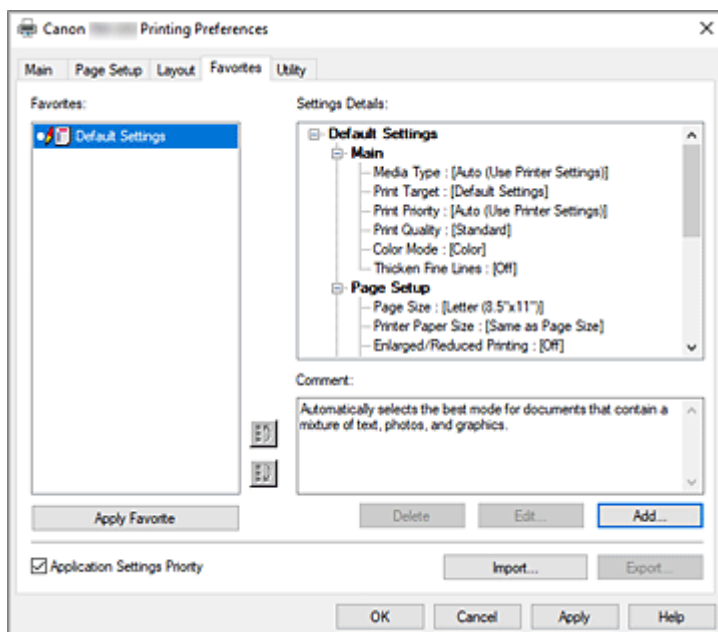 Canon Printing Preferences
Main Page Setup Layout Favorites Utility
Favorites:
Default Settings
Apply Favorite
Settings Details:
Default Settings
Main
Media Type : [Auto (Use Printer Settings)]
Print Target : [Default Settings]
Print Priority : [Auto (Use Printer Settings)]
Print Quality : [Standard]
Color Mode : [Color]
Thicken Fine Lines : [Off]
Page Setup
Page Size : [Letter (8.5"x11")]
Printer Paper Size : [Same as Page Size]
Enlarged/Reduced Printing : [Off]
Comment:
Automatically selects the best mode for documents that contain a
mixture of text, photos, and graphics.
Delete Edit... Add...
Application Settings Priority
Import... Export...
OK Cancel Apply Help